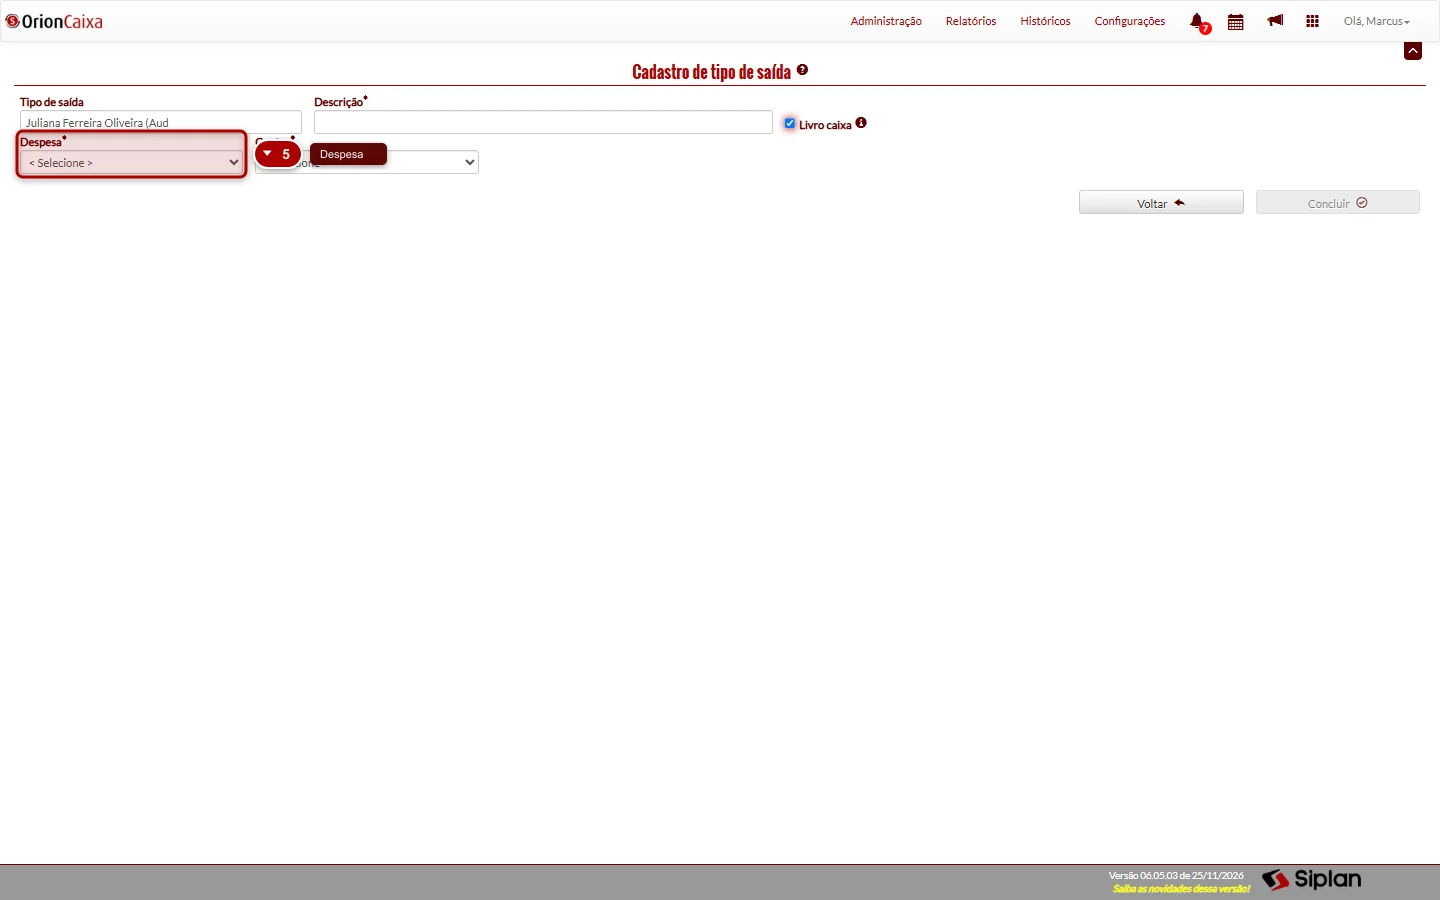 OrionCaixa
Administração Relatórios Históricos Configurações 7 Olá, Marcus
Cadastro de tipo de saída ?
Tipo de saída Descrição*
Juliana Ferreira Oliveira (Aud
Livro caixa
Despesa*
< Selecione >
5 Despesa
Voltar Concluir
Versão 06.05.03 de 25/11/2026
Saiba as novidades dessa versão!
Siplan